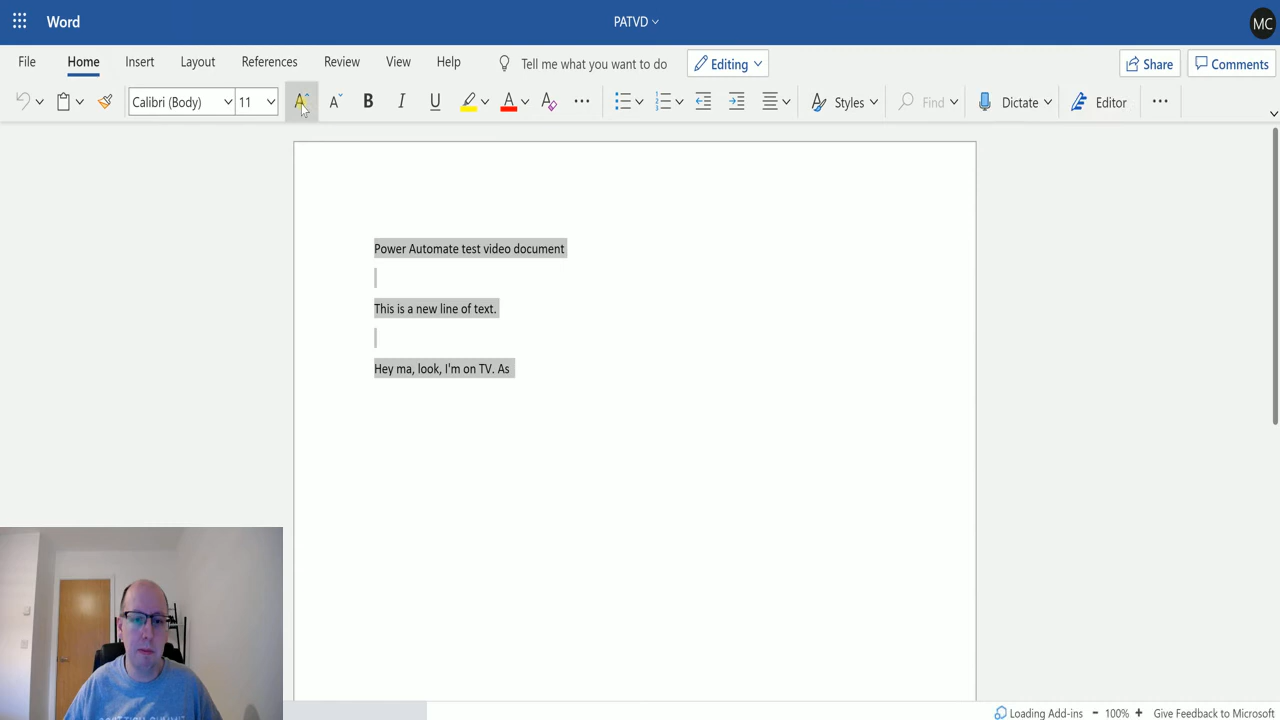 Word
PATVD
MC
File Home Insert Layout References Review View Help Tell me what you want to do Editing Share Comments
Calibri (Body) 11 A A B I U A A Styles Find Dictate Editor
Power Automate test video document
This is a new line of text.
Hey ma, look, I'm on TV. As
Loading Add-ins - 100% + Give Feedback to Microsoft